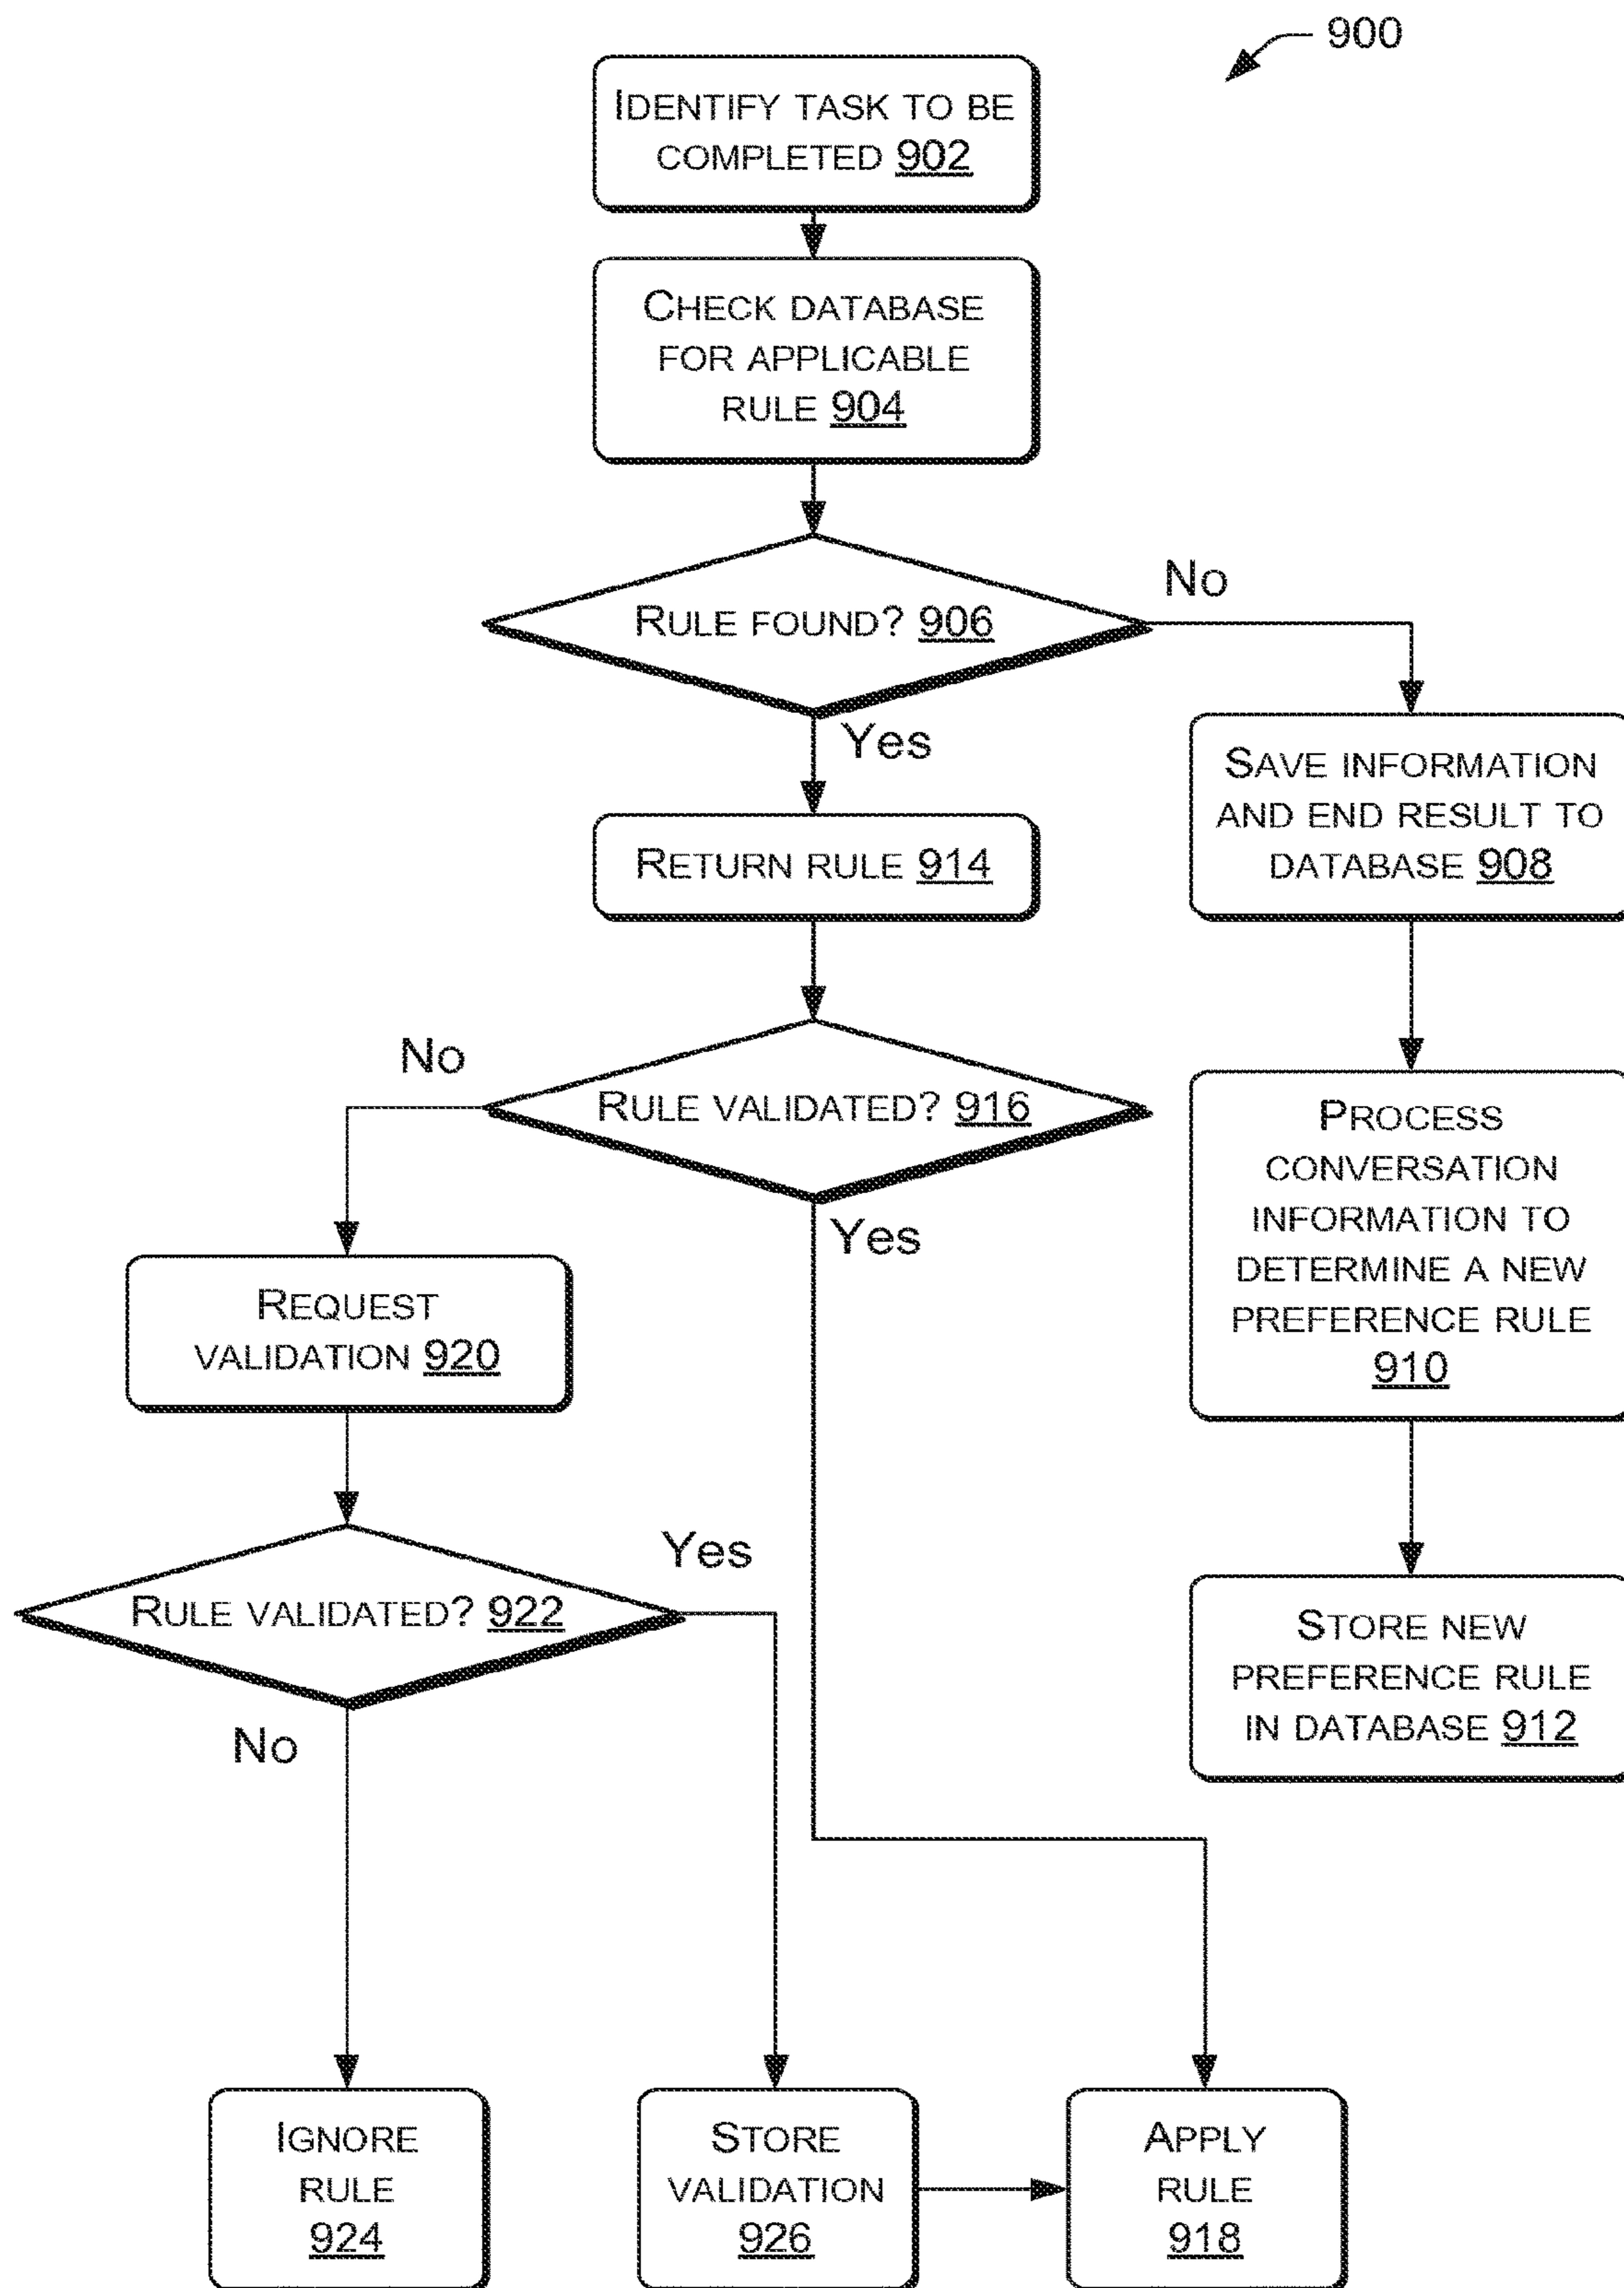 900
IDENTIFY TASK TO BE
COMPLETED 902
CHECK DATABASE
FOR APPLICABLE
RULE 904
RULE FOUND? 906
No
Yes
SAVE INFORMATION
AND END RESULT TO
DATABASE 908
RETURN RULE 914
RULE VALIDATED? 916
No
Yes
PROCESS
CONVERSATION
INFORMATION TO
DETERMINE A NEW
PREFERENCE RULE
910
REQUEST
VALIDATION 920
RULE VALIDATED? 922
Yes
No
STORE NEW
PREFERENCE RULE
IN DATABASE 912
IGNORE
RULE
924
STORE
VALIDATION
926
APPLY
RULE
918